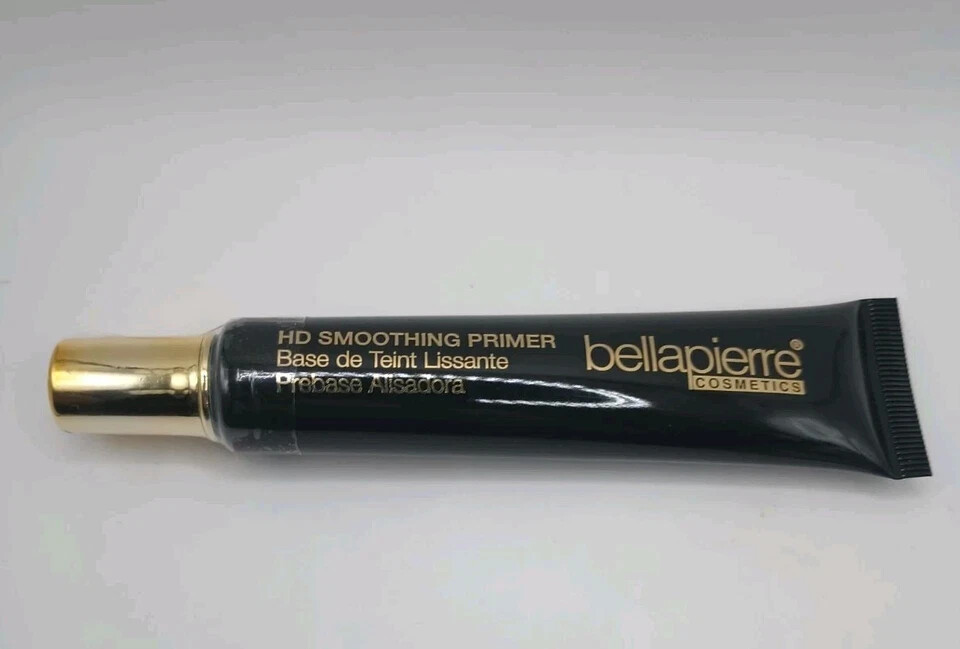 HD SMOOTHING PRIMER
Base de Teint Lissante
Prebase Alisadora
bellapierre®
COSMETICS